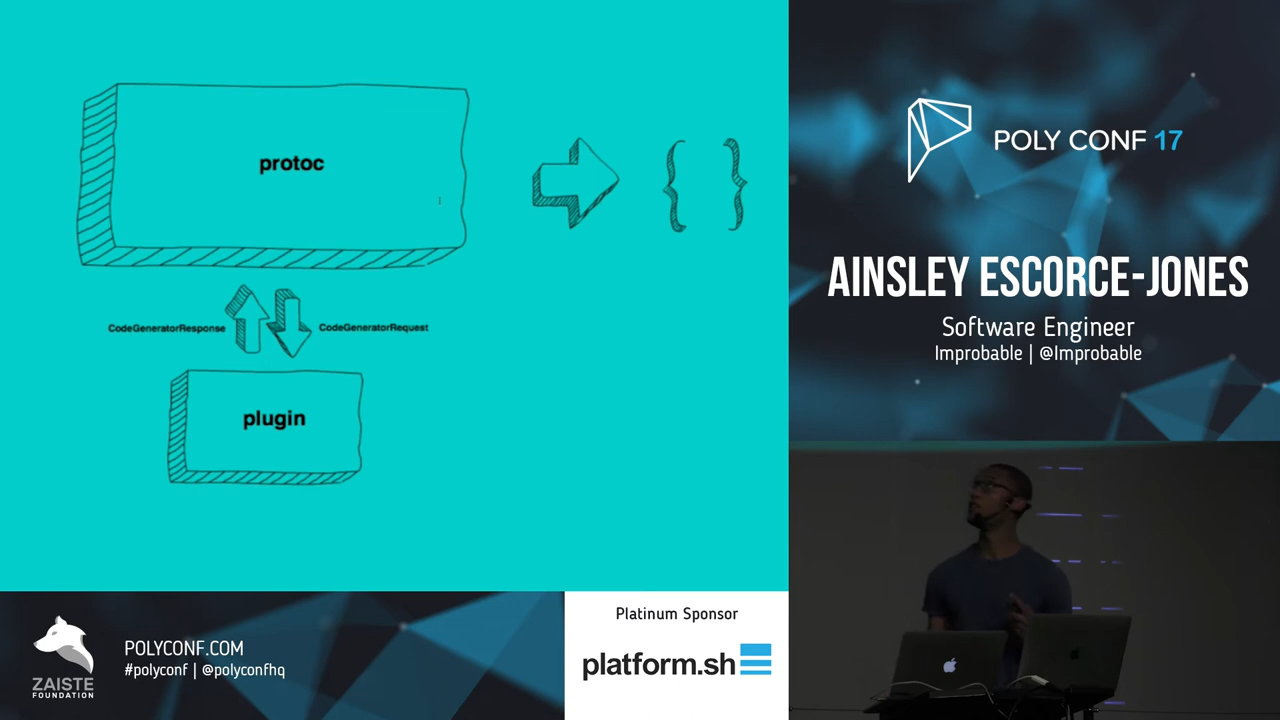 protoc
{ }
CodeGeneratorResponse
CodeGeneratorRequest
plugin
POLY CONF 17
AINSLEY ESCORCE-JONES
Software Engineer
Improbable | @Improbable
ZAISTE
FOUNDATION
POLYCONF.COM
#polyconf | @polyconfhq
Platinum Sponsor
platform.sh